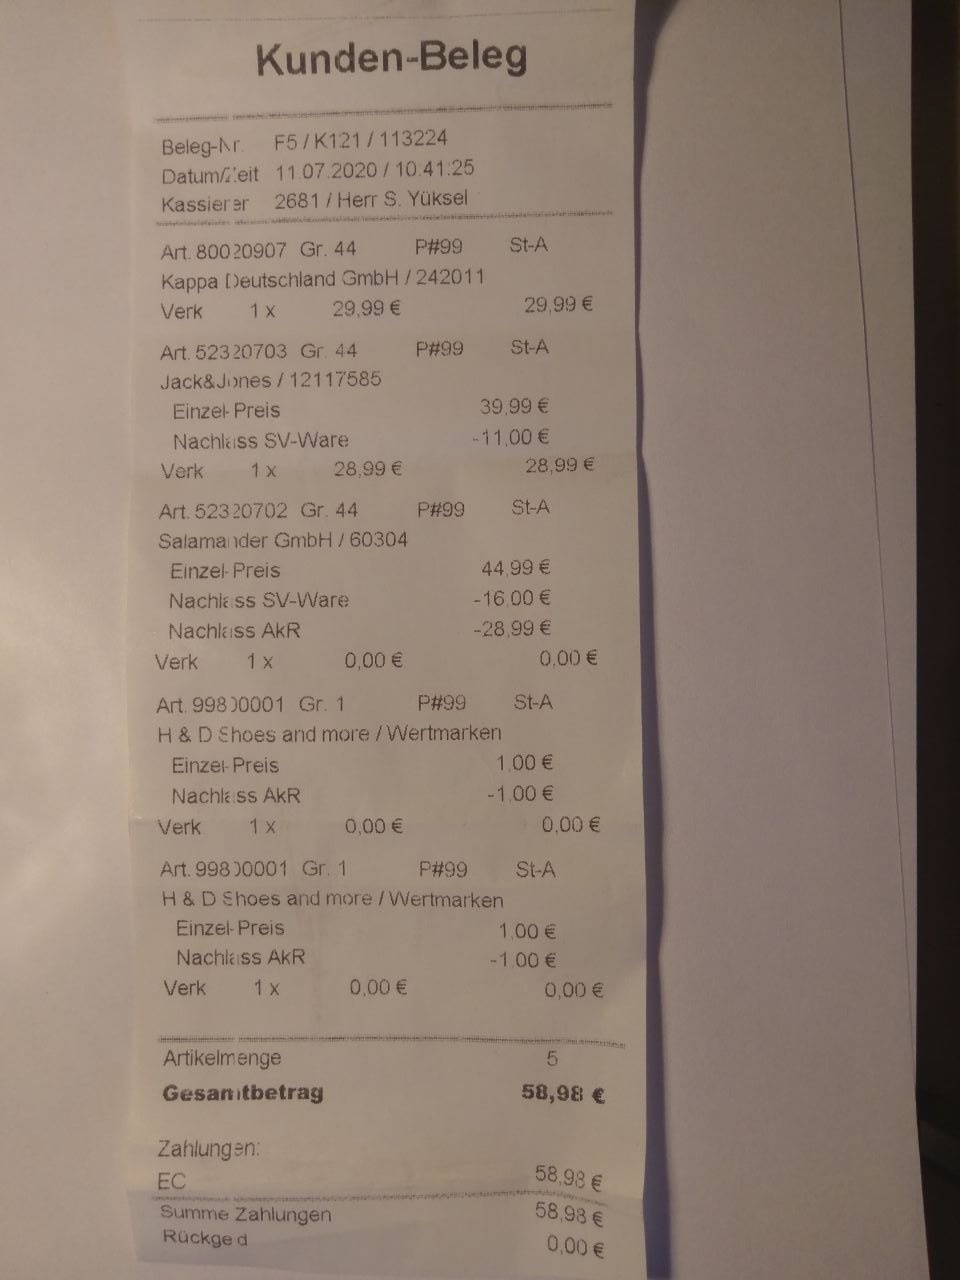 Kunden-Beleg
Beleg-Nr. F5 / K121 / 113224
Datum/Zeit 11.07.2020 / 10:41:25
Kassierer 2681 / Herr S. Yüksel
Art. 80020907 Gr. 44 P#99 St-A
Kappa Deutschland GmbH / 242011
Verk 1 x 29,99 € 29,99 €
Art. 52320703 Gr. 44 P#99 St-A
Jack&Jones / 12117585
Einzel-Preis 39,99 €
Nachlass SV-Ware -11,00 €
Verk 1 x 28,99 € 28,99 €
Art. 52320702 Gr. 44 P#99 St-A
Salamander GmbH / 60304
Einzel-Preis 44,99 €
Nachlass SV-Ware -16,00 €
Nachlass AkR -28,99 €
Verk 1 x 0,00 € 0,00 €
Art. 99800001 Gr. 1 P#99 St-A
H & D Shoes and more / Wertmarken
Einzel-Preis 1,00 €
Nachlass AkR -1,00 €
Verk 1 x 0,00 € 0,00 €
Art. 99800001 Gr. 1 P#99 St-A
H & D Shoes and more / Wertmarken
Einzel-Preis 1,00 €
Nachlass AkR -1,00 €
Verk 1 x 0,00 € 0,00 €
Artikelmenge 5
Gesamtbetrag 58,98 €
Zahlungen:
EC 58,98 €
Summe Zahlungen 58,98 €
Rückgeld 0,00 €